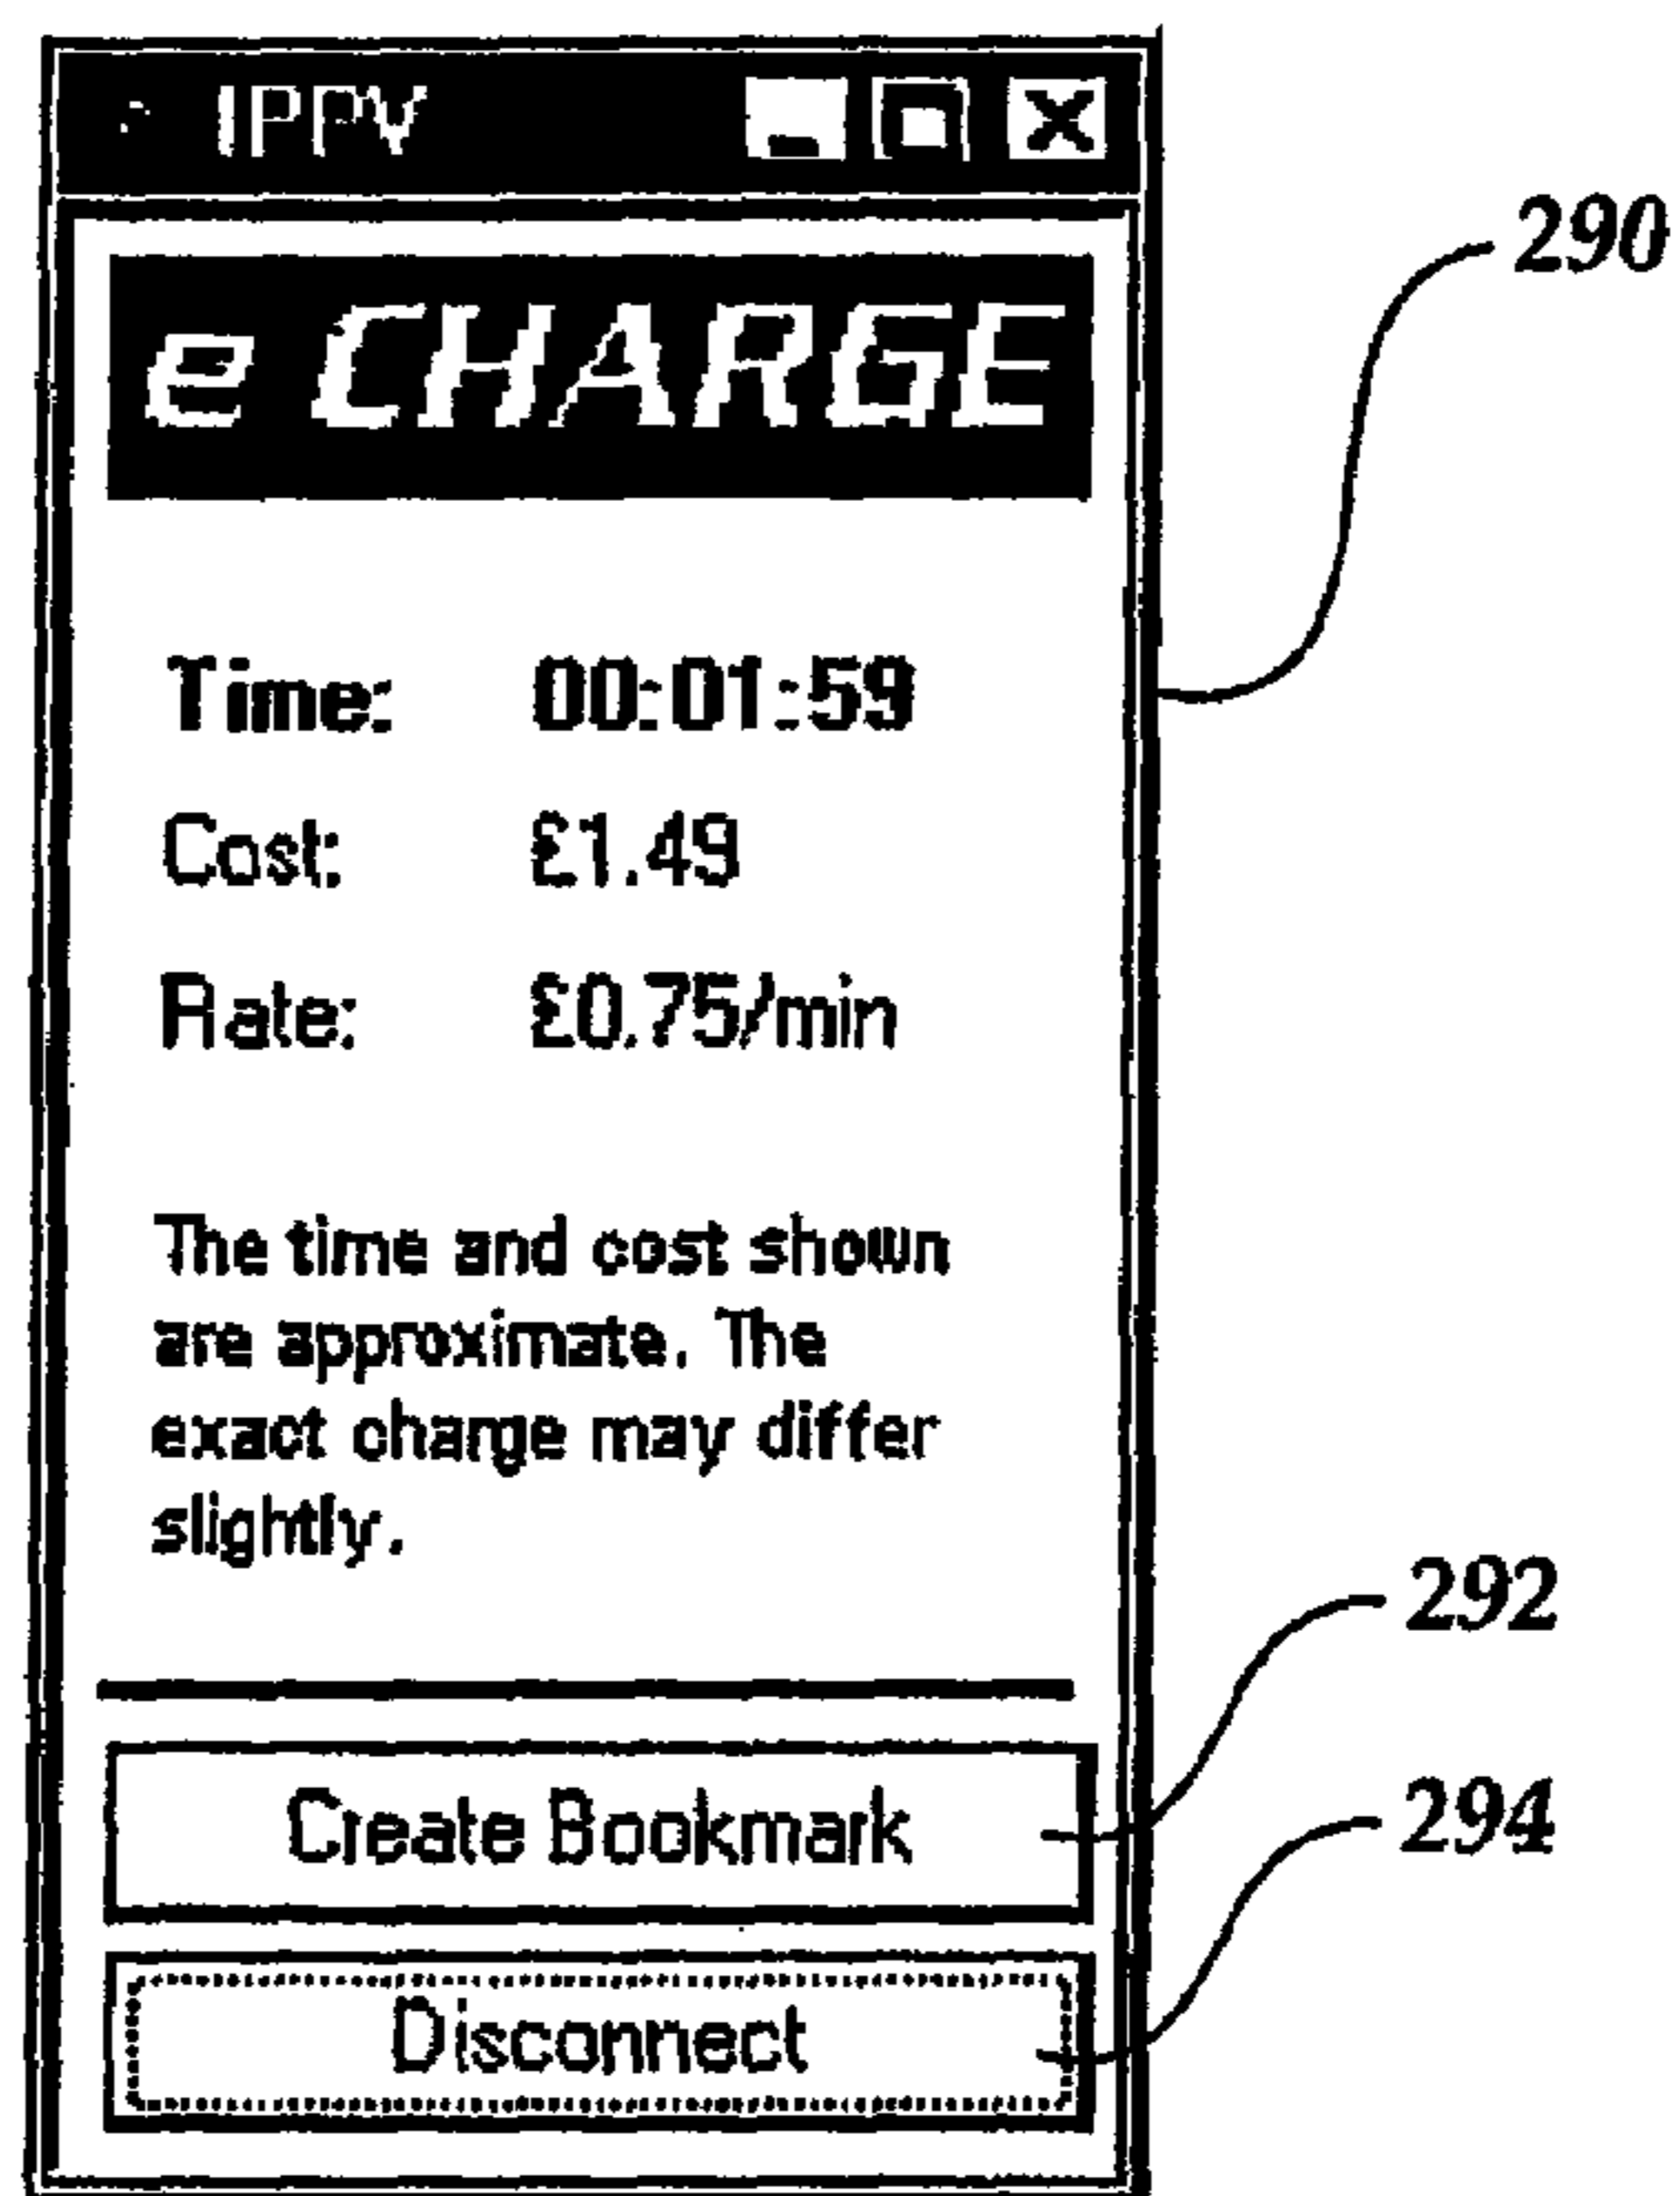 IPPV
e CHARGE
290
Time: 00:01:59
Cost: £1.49
Rate: £0.75/min
The time and cost shown
are approximate. The
exact charge may differ
slightly.
292
Create Bookmark
294
Disconnect